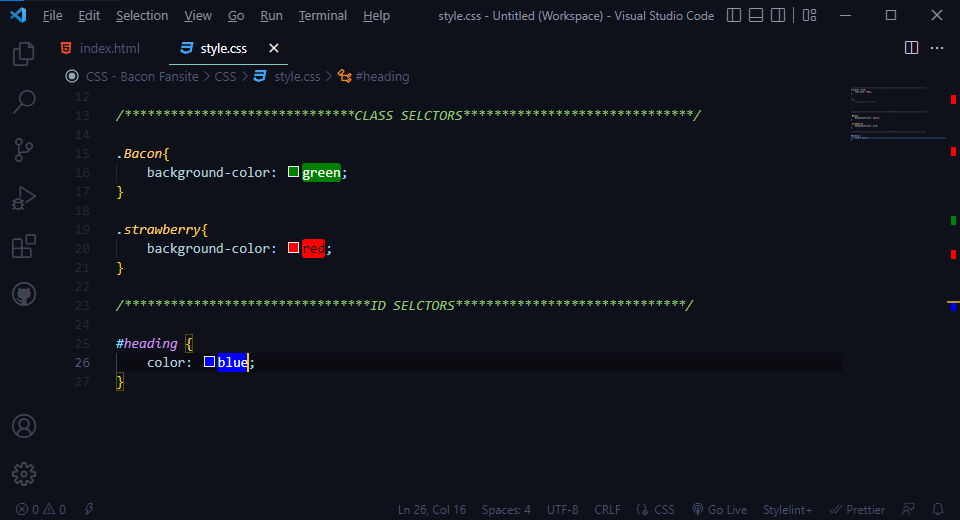 File Edit Selection View Go Run Terminal Help style.css - Untitled (Workspace) - Visual Studio Code
index.html style.css
CSS - Bacon Fansite > CSS > style.css > #heading
12
13 /******************************CLASS SELCTORS******************************/
14
15 .Bacon{
16 background-color: green;
17 }
18
19 .strawberry{
20 background-color: red;
21 }
22
23 /********************************ID SELCTORS******************************/
24
25 #heading {
26 color: blue;
27 }
0 0 Ln 26, Col 16 Spaces: 4 UTF-8 CRLF {} CSS Go Live Stylelint+ Prettier